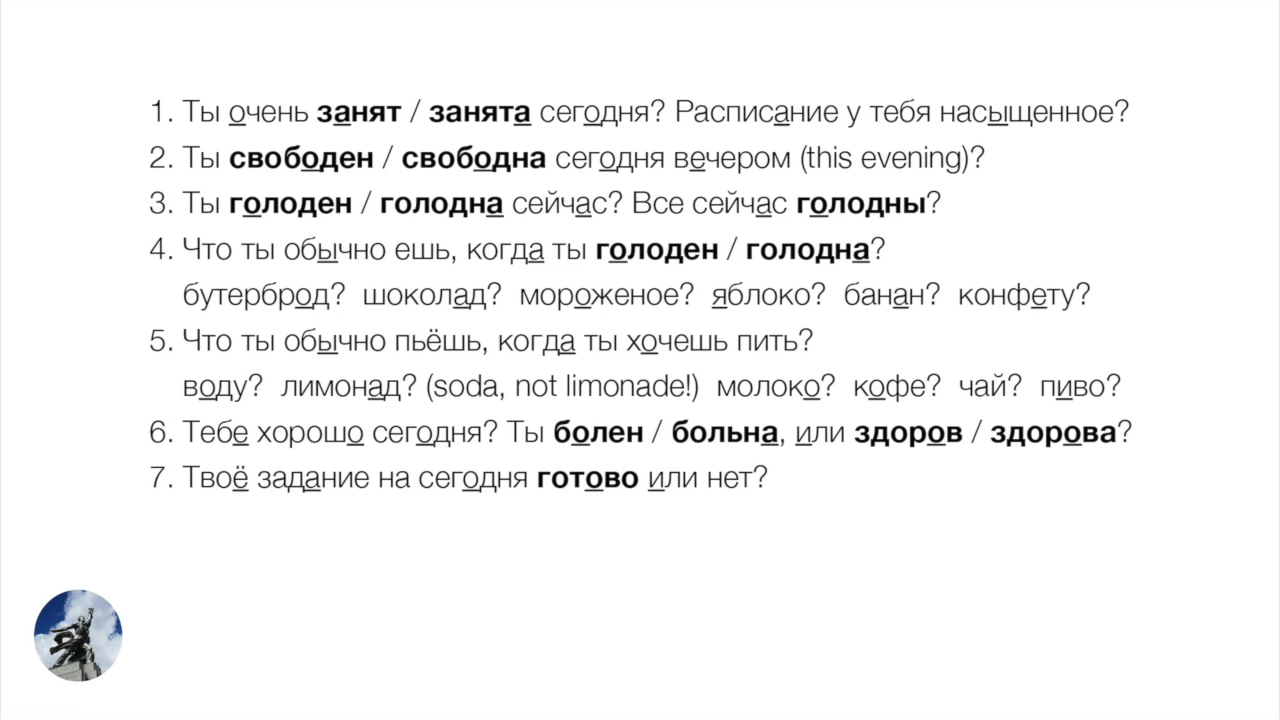 1. Ты очень занят / занята сегодня? Расписание у тебя насыщенное?
2. Ты свободен / свободна сегодня вечером (this evening)?
3. Ты голоден / голодна сейчас? Все сейчас голодны?
4. Что ты обычно ешь, когда ты голоден / голодна?
бутерброд? шоколад? мороженое? яблоко? банан? конфету?
5. Что ты обычно пьёшь, когда ты хочешь пить?
воду? лимонад? (soda, not limonade!) молоко? кофе? чай? пиво?
6. Тебе хорошо сегодня? Ты болен / больна, или здоров / здорова?
7. Твоё задание на сегодня готово или нет?